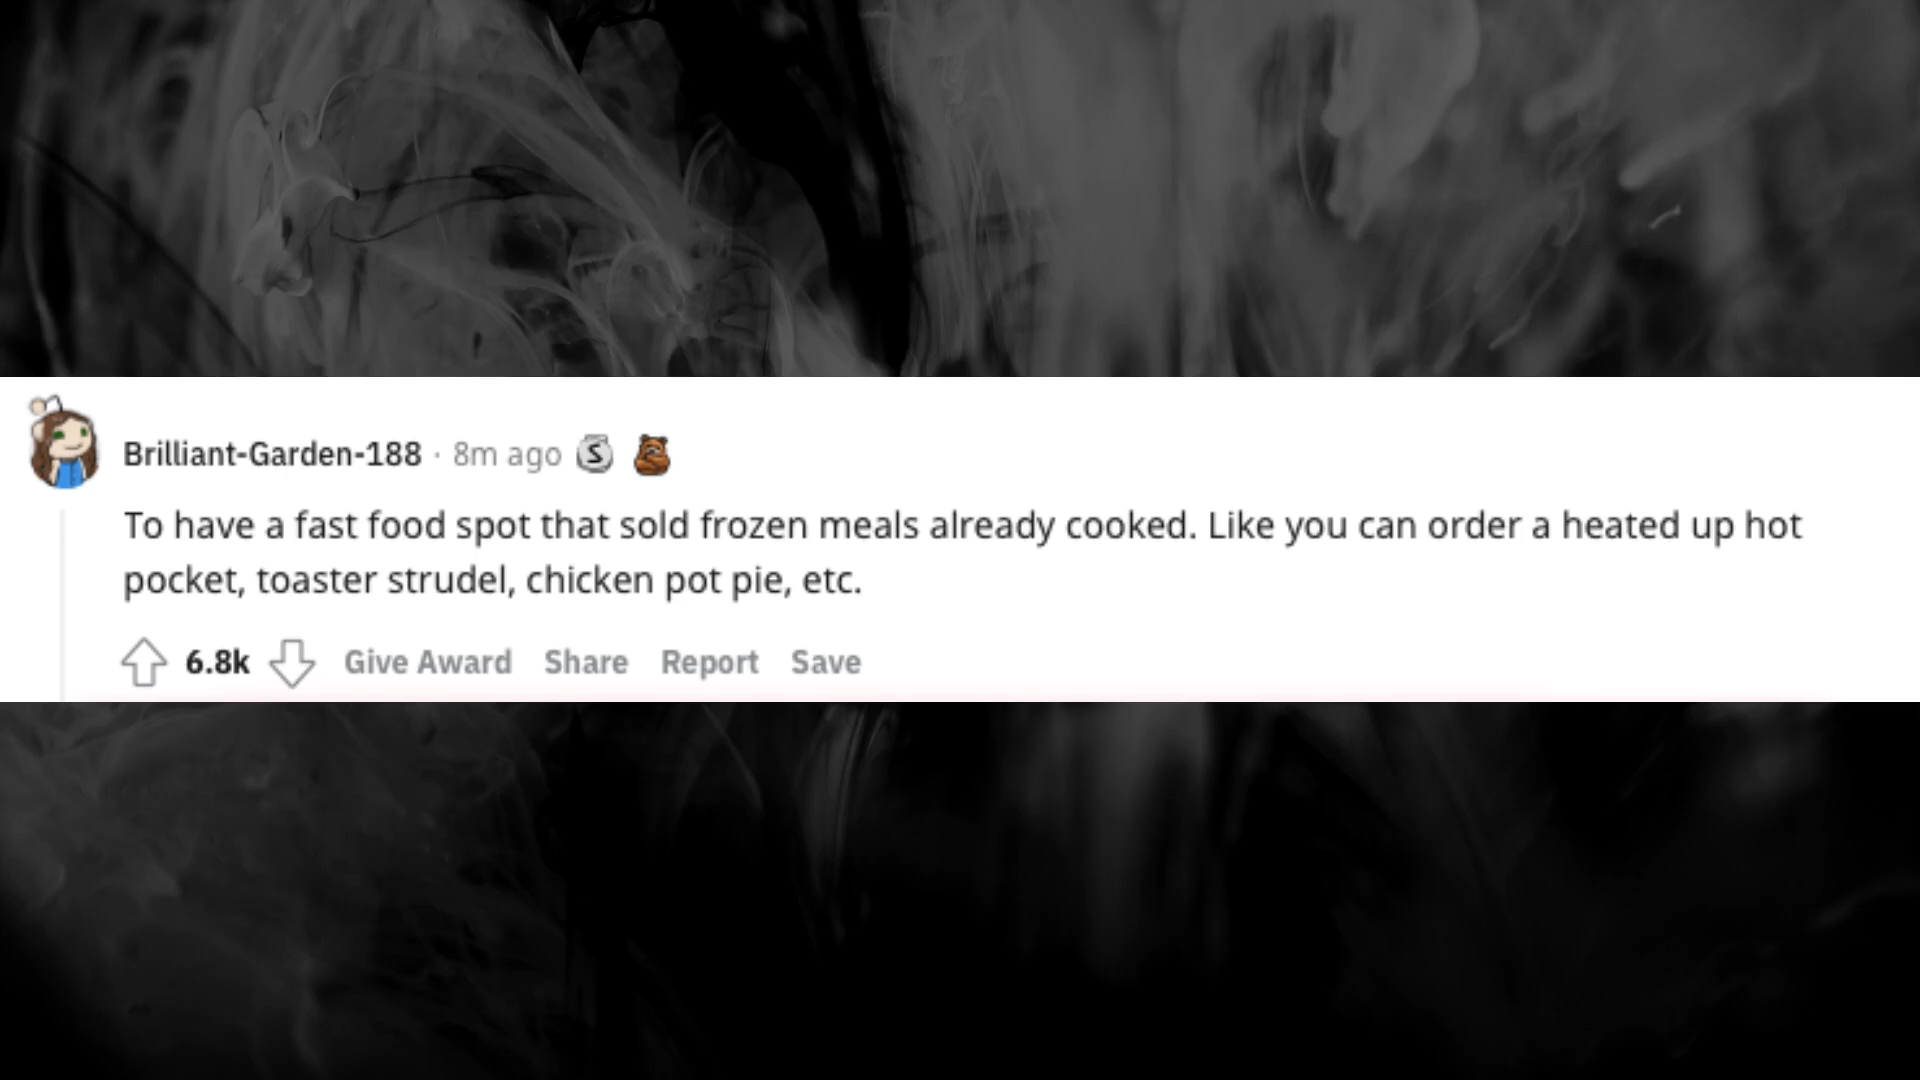 Brilliant-Garden-188 · 8m ago S
To have a fast food spot that sold frozen meals already cooked. Like you can order a heated up hot
pocket, toaster strudel, chicken pot pie, etc.
6.8k Give Award Share Report Save